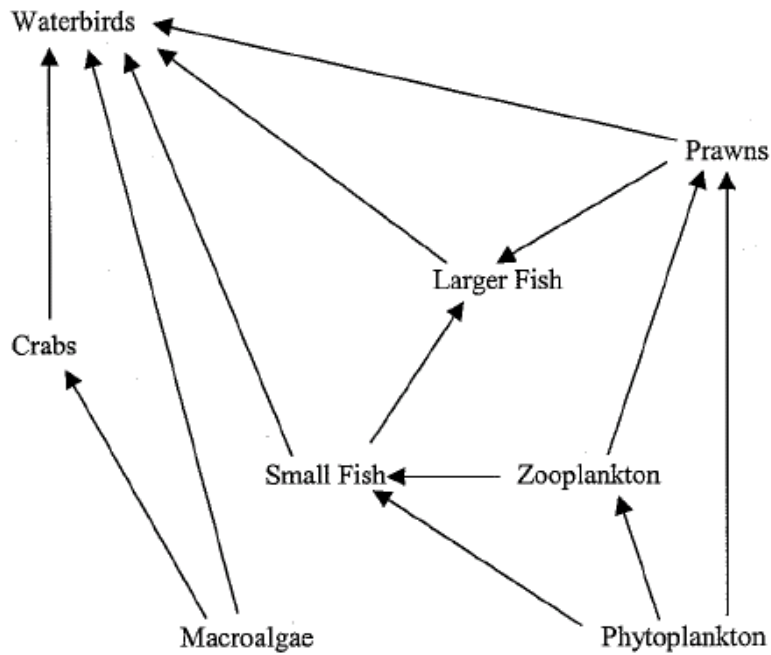 Waterbirds
Prawns
Larger Fish
Crabs
Small Fish
Zooplankton
Macroalgae
Phytoplankton